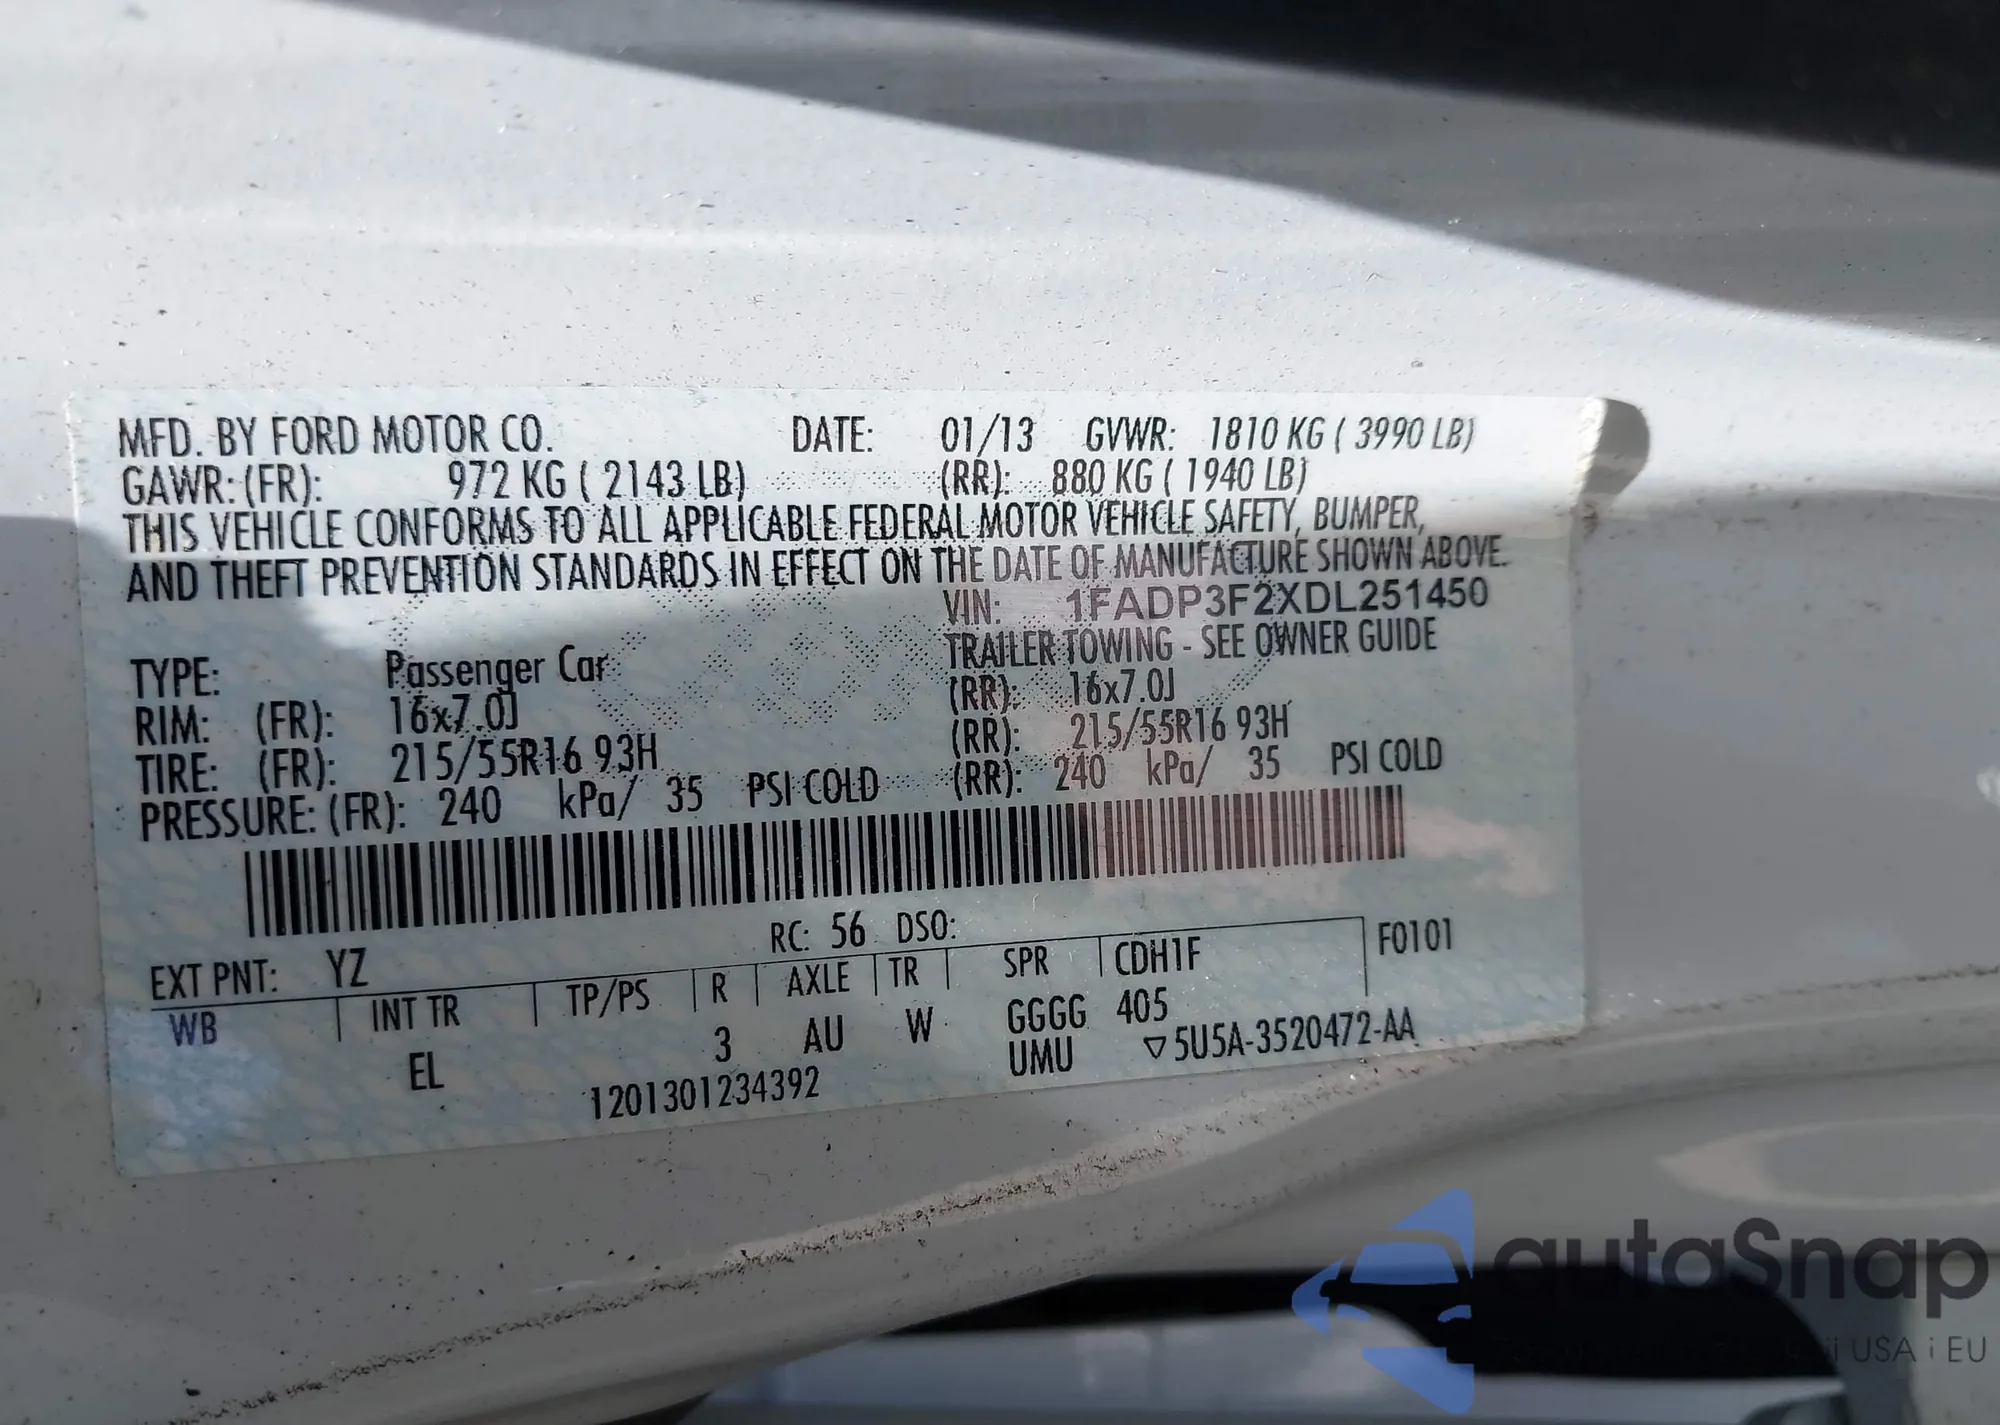 MFD. BY FORD MOTOR CO. DATE: 01/13 GVWR: 1810 KG ( 3990 LB)
GAWR: (FR): 972 KG ( 2143 LB) (RR): 880 KG ( 1940 LB)
THIS VEHICLE CONFORMS TO ALL APPLICABLE FEDERAL MOTOR VEHICLE SAFETY, BUMPER,
AND THEFT PREVENTION STANDARDS IN EFFECT ON THE DATE OF MANUFACTURE SHOWN ABOVE.
VIN: 1FADP3F2XDL251450
TYPE: Passenger Car TRAILER TOWING - SEE OWNER GUIDE
RIM: (FR): 16x7.0J (RR): 16x7.0J
TIRE: (FR): 215/55R16 93H (RR): 215/55R16 93H
PRESSURE: (FR): 240 kPa/ 35 PSI COLD (RR): 240 kPa/ 35 PSI COLD
RC: 56 DSO:
EXT PNT: YZ F0101
WB INT TR TP/PS R AXLE TR SPR CDH1F
EL 3 AU W GGGG 405
UMU ▽5U5A-3520472-AA
1201301234392
autaSnap
USA i EU